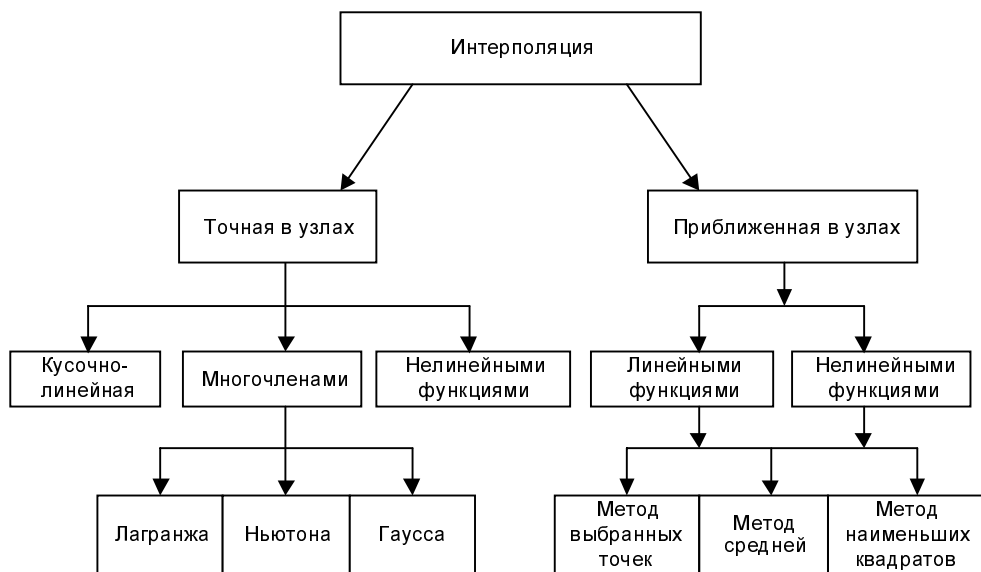 Интерполяция
Точная в узлах
Приближенная в узлах
Кусочно-
линейная
Многочленами
Нелинейными
функциями
Линейными
функциями
Нелинейными
функциями
Лагранжа
Ньютона
Гаусса
Метод
выбранных
точек
Метод
средней
Метод
наименьших
квадратов